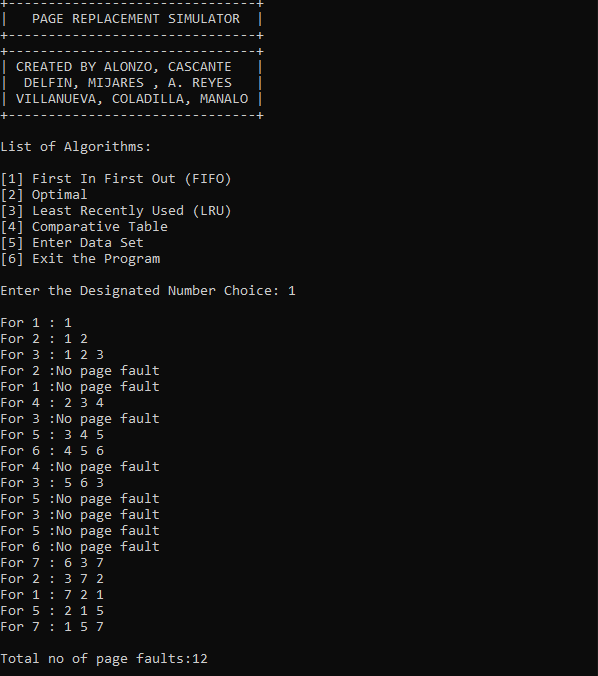 +-------------------------------+
|   PAGE REPLACEMENT SIMULATOR  |
+-------------------------------+
+-------------------------------+
| CREATED BY ALONZO, CASCANTE   |
|  DELFIN, MIJARES , A. REYES   |
| VILLANUEVA, COLADILLA, MANALO |
+-------------------------------+
List of Algorithms:
[1] First In First Out (FIFO)
[2] Optimal
[3] Least Recently Used (LRU)
[4] Comparative Table
[5] Enter Data Set
[6] Exit the Program
Enter the Designated Number Choice: 1
For 1 : 1
For 2 : 1 2
For 3 : 1 2 3
For 2 :No page fault
For 1 :No page fault
For 4 : 2 3 4
For 3 :No page fault
For 5 : 3 4 5
For 6 : 4 5 6
For 4 :No page fault
For 3 : 5 6 3
For 5 :No page fault
For 3 :No page fault
For 5 :No page fault
For 6 :No page fault
For 7 : 6 3 7
For 2 : 3 7 2
For 1 : 7 2 1
For 5 : 2 1 5
For 7 : 1 5 7
Total no of page faults:12